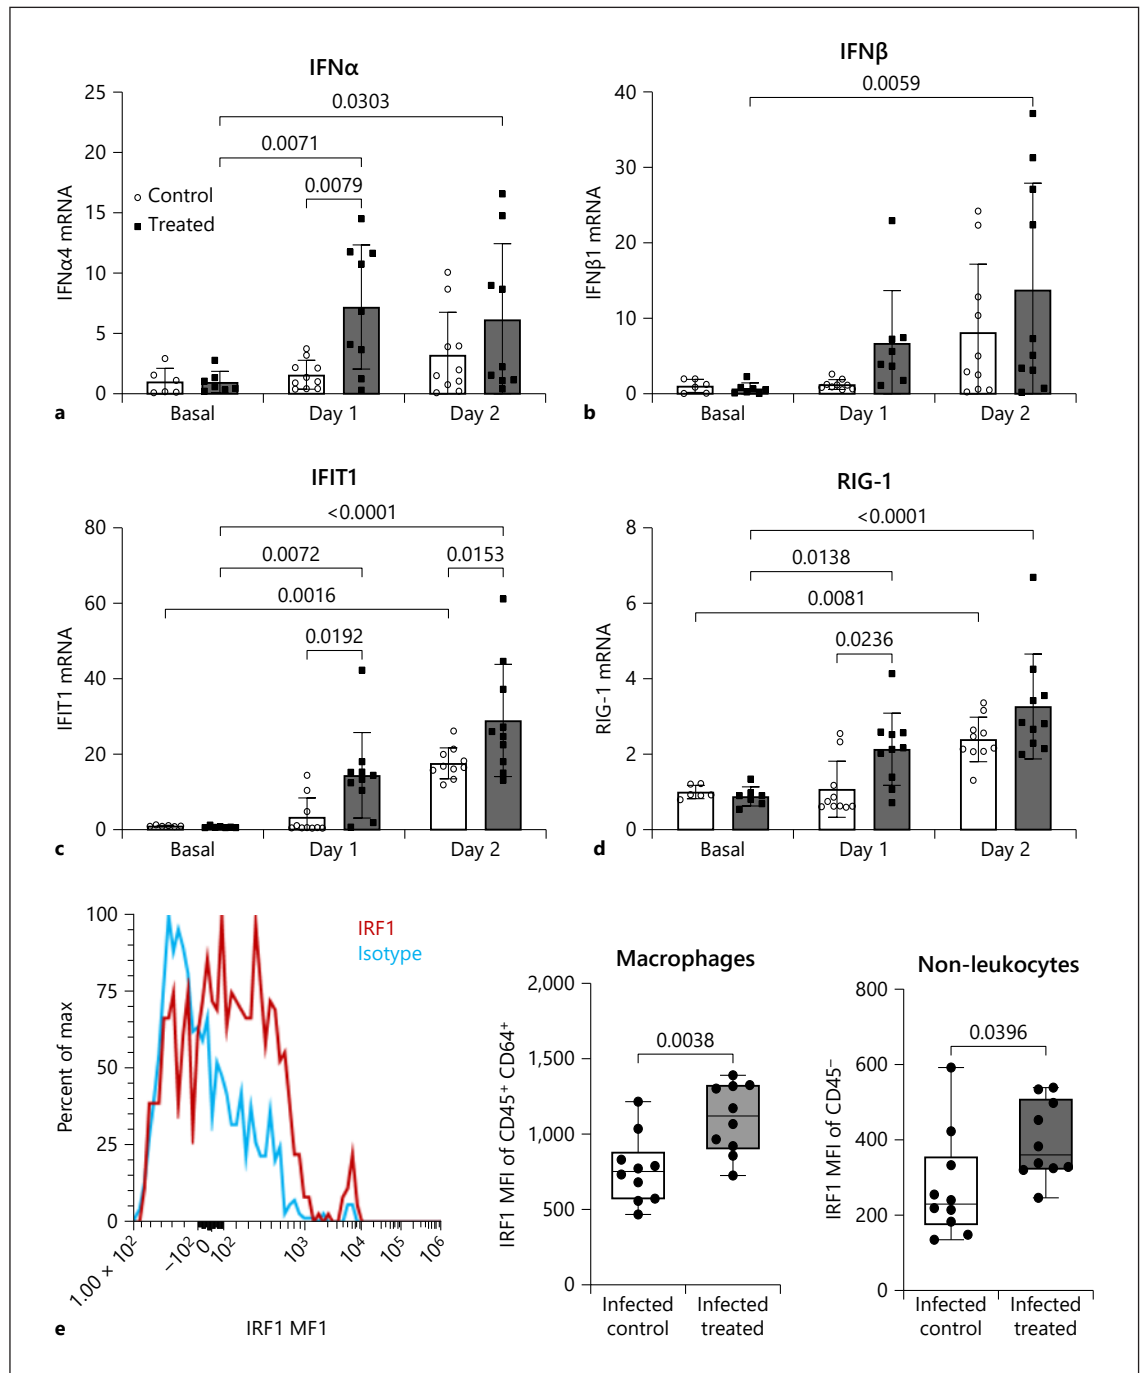 IFNα
25
20
15
10
5
0
IFNα4 mRNA
0.0303
0.0071
0.0079
Control
Treated
Basal
Day 1
Day 2
a
IFNβ
40
30
20
10
0
IFNβ1 mRNA
0.0059
Basal
Day 1
Day 2
b
IFIT1
80
60
40
20
0
IFIT1 mRNA
<0.0001
0.0072
0.0153
0.0016
0.0192
Basal
Day 1
Day 2
c
RIG-1
8
6
4
2
0
RIG-1 mRNA
<0.0001
0.0138
0.0081
0.0236
Basal
Day 1
Day 2
d
100
75
50
25
0
Percent of max
IRF1
Isotype
1.00 × 10²
–10²
0
10²
10³
10⁴
10⁵
10⁶
IRF1 MF1
e
Macrophages
2,000
1,500
1,000
500
0
IRF1 MFI of CD45⁺ CD64⁺
0.0038
Infected control
Infected treated
Non-leukocytes
800
600
400
200
0
IRF1 MFI of CD45⁻
0.0396
Infected control
Infected treated